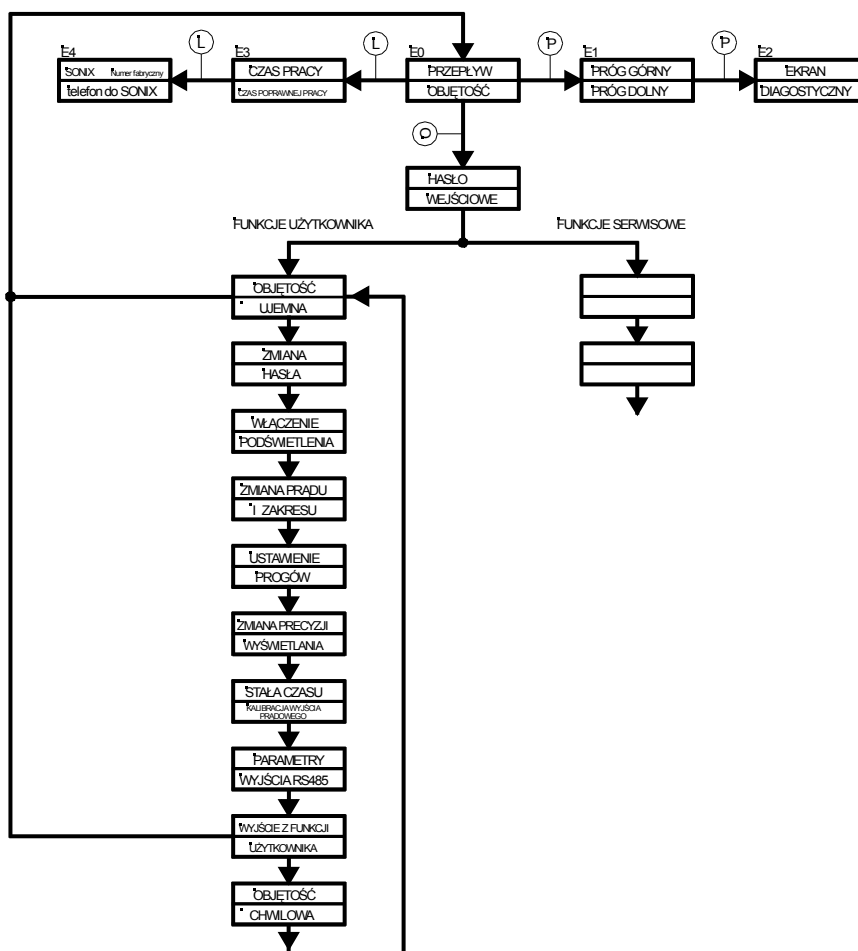 E4
SONIX Numer fabryczny
telefon do SONIX
L
E3
CZAS PRACY
CZAS POPRAWNEJ PRACY
L
E0
PRZEPŁYW
OBJĘTOŚĆ
P
E1
PRÓG GÓRNY
PRÓG DOLNY
P
E2
EKRAN
DIAGOSTYCZNY
O
HASŁO
WEJŚCIOWE
FUNKCJE UŻYTKOWNIKA
FUNKCJE SERWISOWE
OBJĘTOŚĆ
UJEMNA
ZMIANA
HASŁA
WŁĄCZENIE
PODŚWIETLENIA
ZMIANA PRĄDU
I ZAKRESU
USTAWIENIE
PROGÓW
ZMIANA PRECYZJI
WYŚWIETLANIA
STAŁA CZASU
KALIBRACJA WYJŚCIA
PRĄDOWEGO
PARAMETRY
WYJŚCIA RS485
WYJŚCIE Z FUNKCJI
UŻYTKOWNIKA
OBJĘTOŚĆ
CHWILOWA